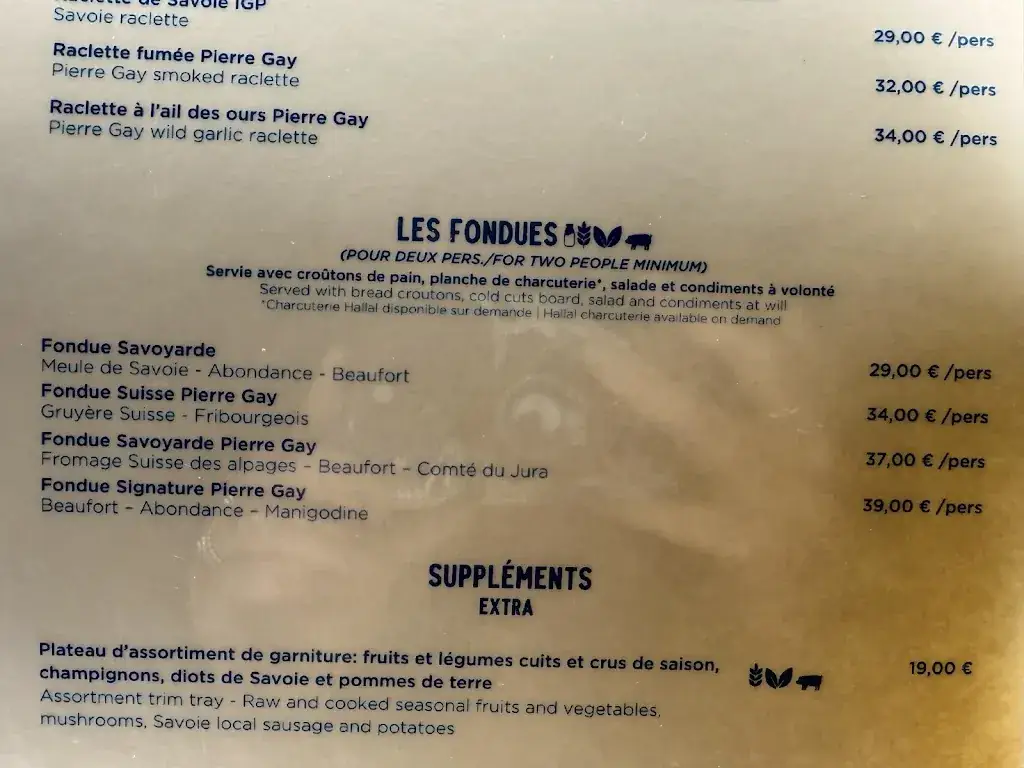 Raclette de Savoie IGP
Savoie raclette
29,00 € /pers
Raclette fumée Pierre Gay
Pierre Gay smoked raclette
32,00 € /pers
Raclette à l'ail des ours Pierre Gay
Pierre Gay wild garlic raclette
34,00 € /pers
LES FONDUES
(POUR DEUX PERS./FOR TWO PEOPLE MINIMUM)
Servie avec croûtons de pain, planche de charcuterie*, salade et condiments à volonté
Served with bread croutons, cold cuts board, salad and condiments at will
*Charcuterie Hallal disponible sur demande | Hallal charcuterie available on demand
Fondue Savoyarde
Meule de Savoie - Abondance - Beaufort
29,00 € /pers
Fondue Suisse Pierre Gay
Gruyère Suisse - Fribourgeois
34,00 € /pers
Fondue Savoyarde Pierre Gay
Fromage Suisse des alpages - Beaufort - Comté du Jura
37,00 € /pers
Fondue Signature Pierre Gay
Beaufort - Abondance - Manigodine
39,00 € /pers
SUPPLÉMENTS
EXTRA
Plateau d'assortiment de garniture: fruits et légumes cuits et crus de saison,
champignons, diots de Savoie et pommes de terre
19,00 €
Assortment trim tray - Raw and cooked seasonal fruits and vegetables,
mushrooms, Savoie local sausage and potatoes